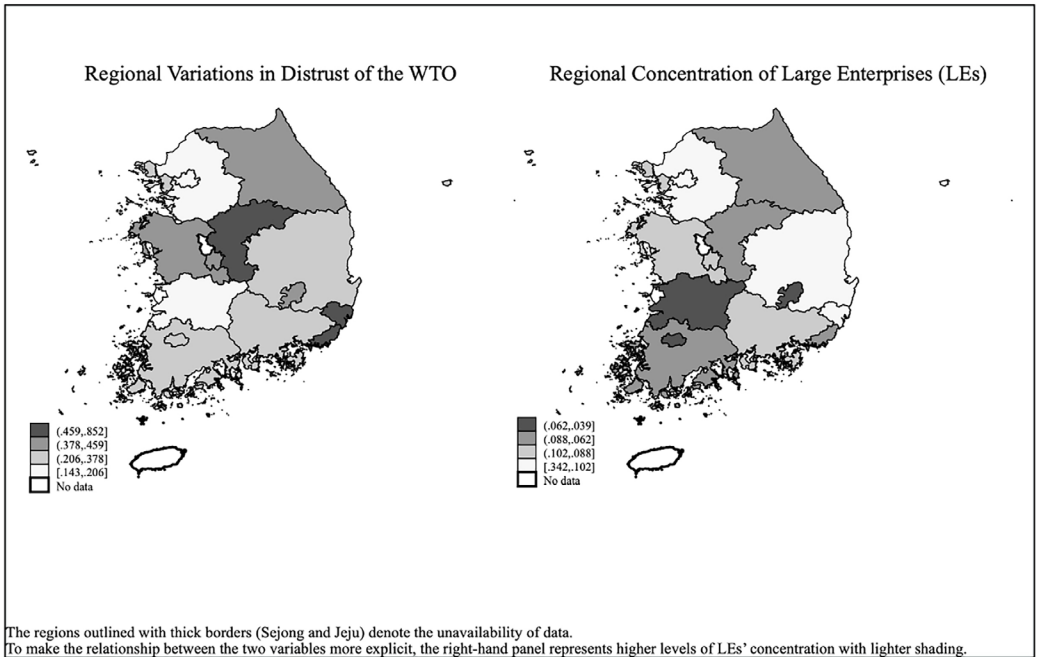 Regional Variations in Distrust of the WTO
Regional Concentration of Large Enterprises (LEs)
(.459,.852]
(.378,.459]
(.206,.378]
[.143,.206]
No data
(.062,.039]
(.088,.062]
(.102,.088]
[.342,.102]
No data
The regions outlined with thick borders (Sejong and Jeju) denote the unavailability of data.
To make the relationship between the two variables more explicit, the right-hand panel represents higher levels of LEs' concentration with lighter shading.